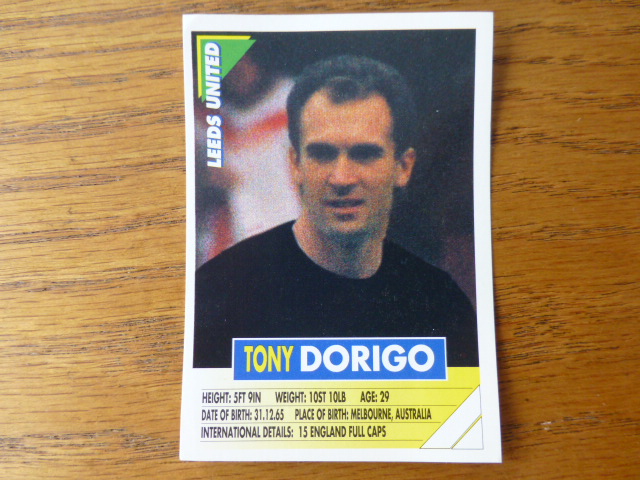 LEEDS UNITED
TONY DORIGO
HEIGHT: 5FT 9IN WEIGHT: 10ST 10LB AGE: 29
DATE OF BIRTH: 31.12.65 PLACE OF BIRTH: MELBOURNE, AUSTRALIA
INTERNATIONAL DETAILS: 15 ENGLAND FULL CAPS